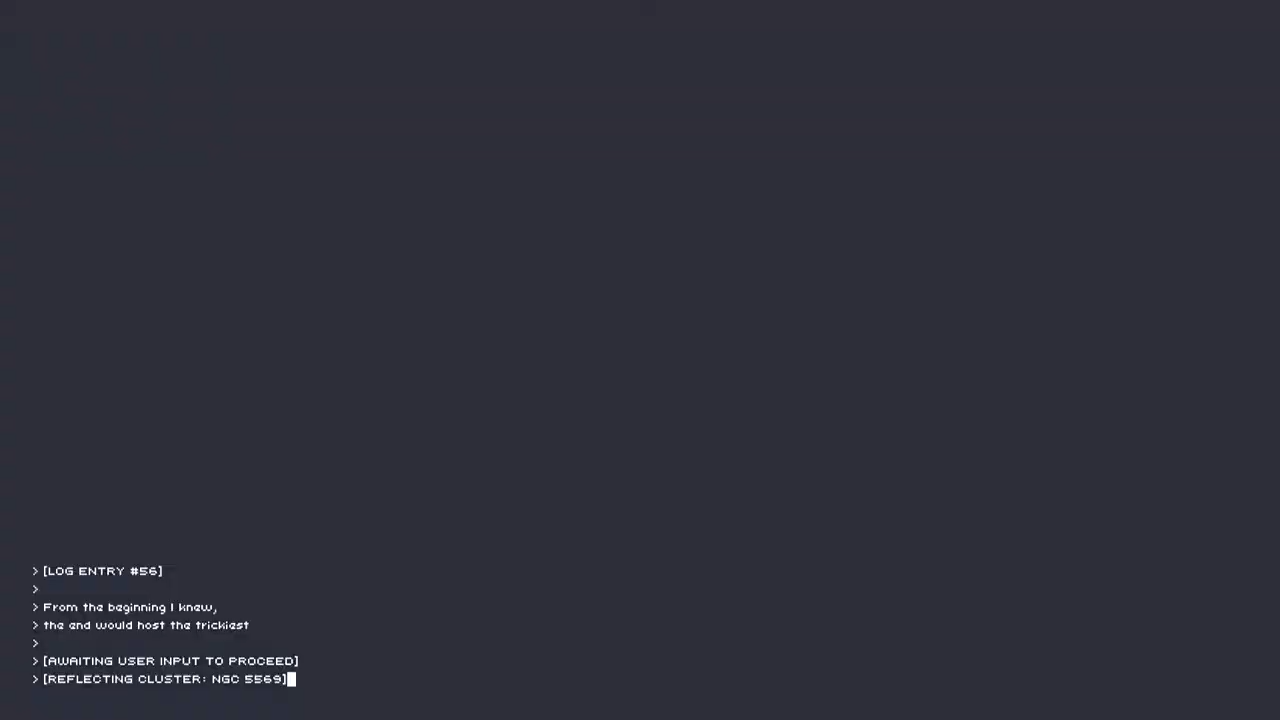 > [LOG ENTRY #56]
>
> From the beginning I knew,
> the end would host the trickiest
>
> [AWAITING USER INPUT TO PROCEED]
> [REFLECTING CLUSTER: NGC 5569]